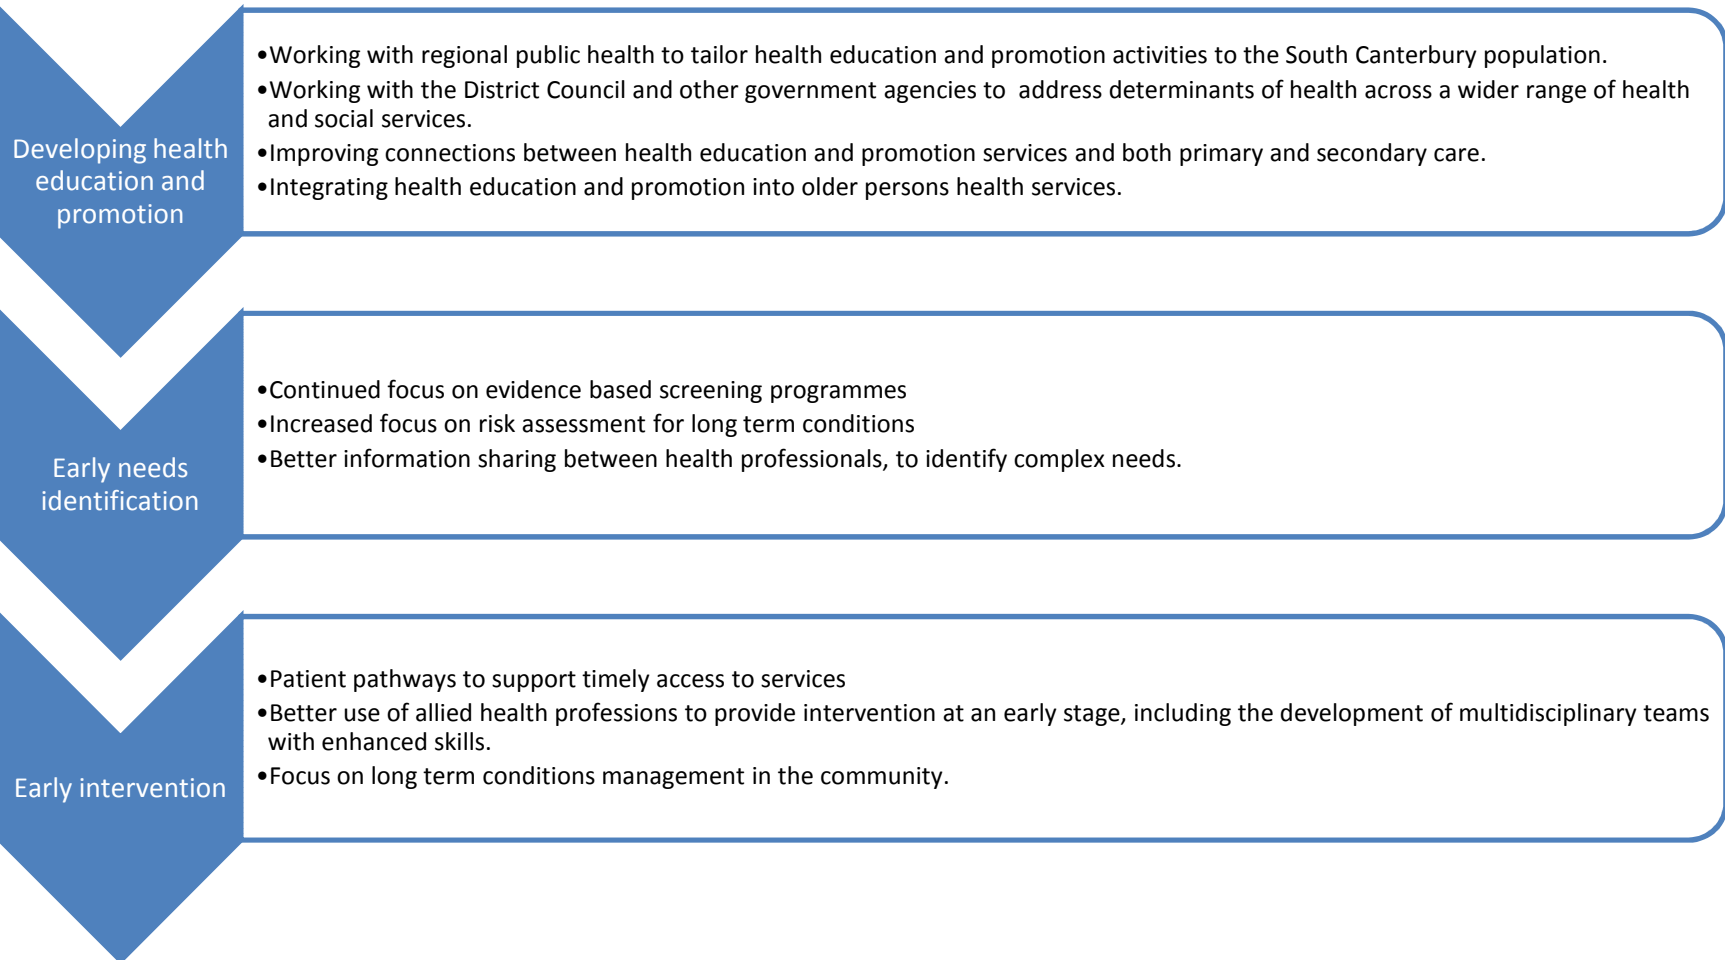 Developing health
education and
promotion
•Working with regional public health to tailor health education and promotion activities to the South Canterbury population.
•Working with the District Council and other government agencies to  address determinants of health across a wider range of health
and social services.
•Improving connections between health education and promotion services and both primary and secondary care.
•Integrating health education and promotion into older persons health services.
Early needs
identification
•Continued focus on evidence based screening programmes
•Increased focus on risk assessment for long term conditions
•Better information sharing between health professionals, to identify complex needs.
Early intervention
•Patient pathways to support timely access to services
•Better use of allied health professions to provide intervention at an early stage, including the development of multidisciplinary teams
with enhanced skills.
•Focus on long term conditions management in the community.